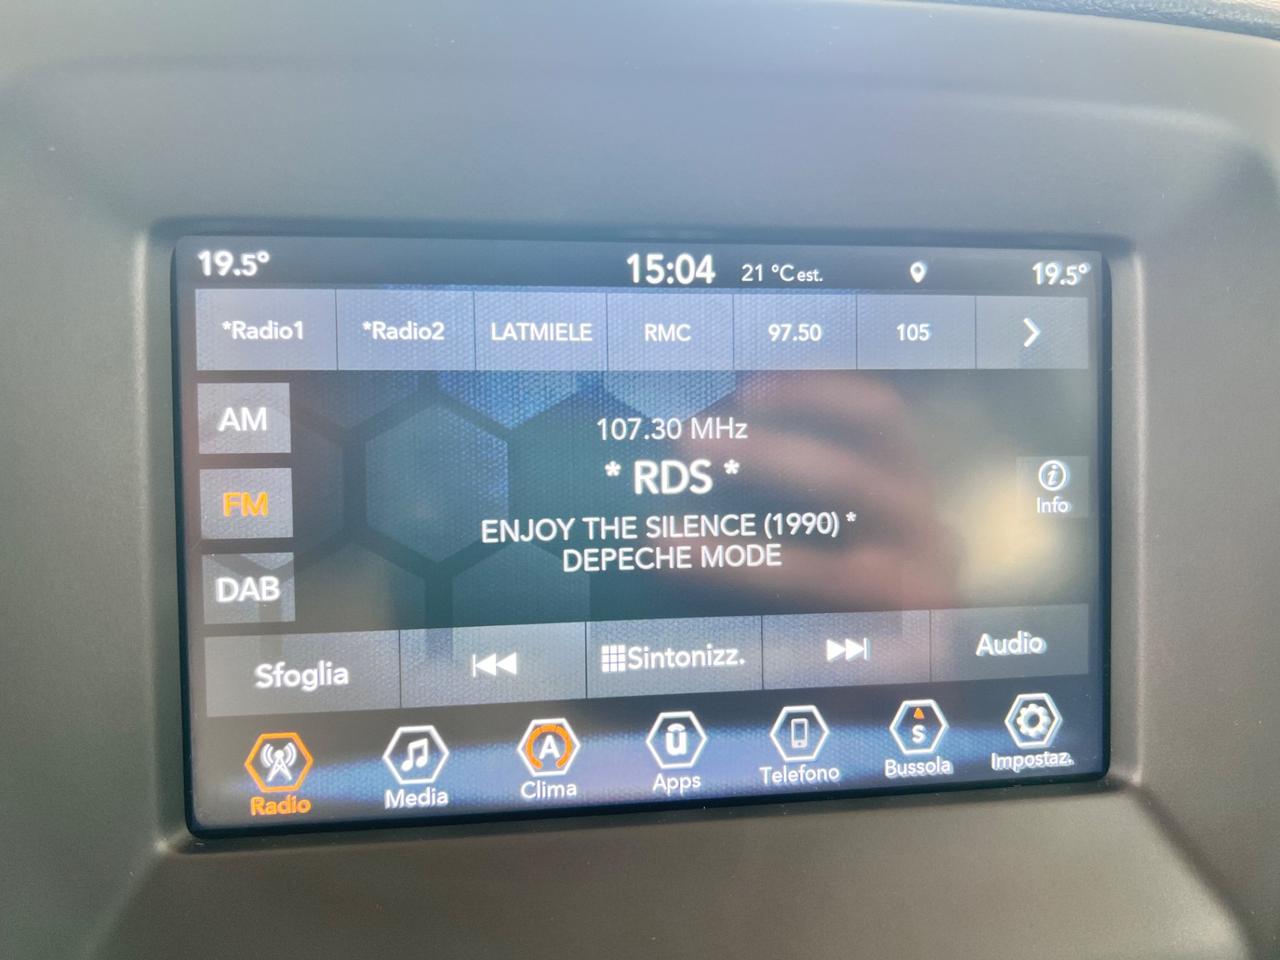 19.5° 15:04 21 °C est. 19.5°
*Radio1 *Radio2 LATMIELE RMC 97.50 105
AM
107.30 MHz
* RDS *
FM
Info
ENJOY THE SILENCE (1990) *
DEPECHE MODE
DAB
Sfoglia Sintonizz. Audio
A û S
Radio Media Clima Apps Telefono Bussola Impostaz.